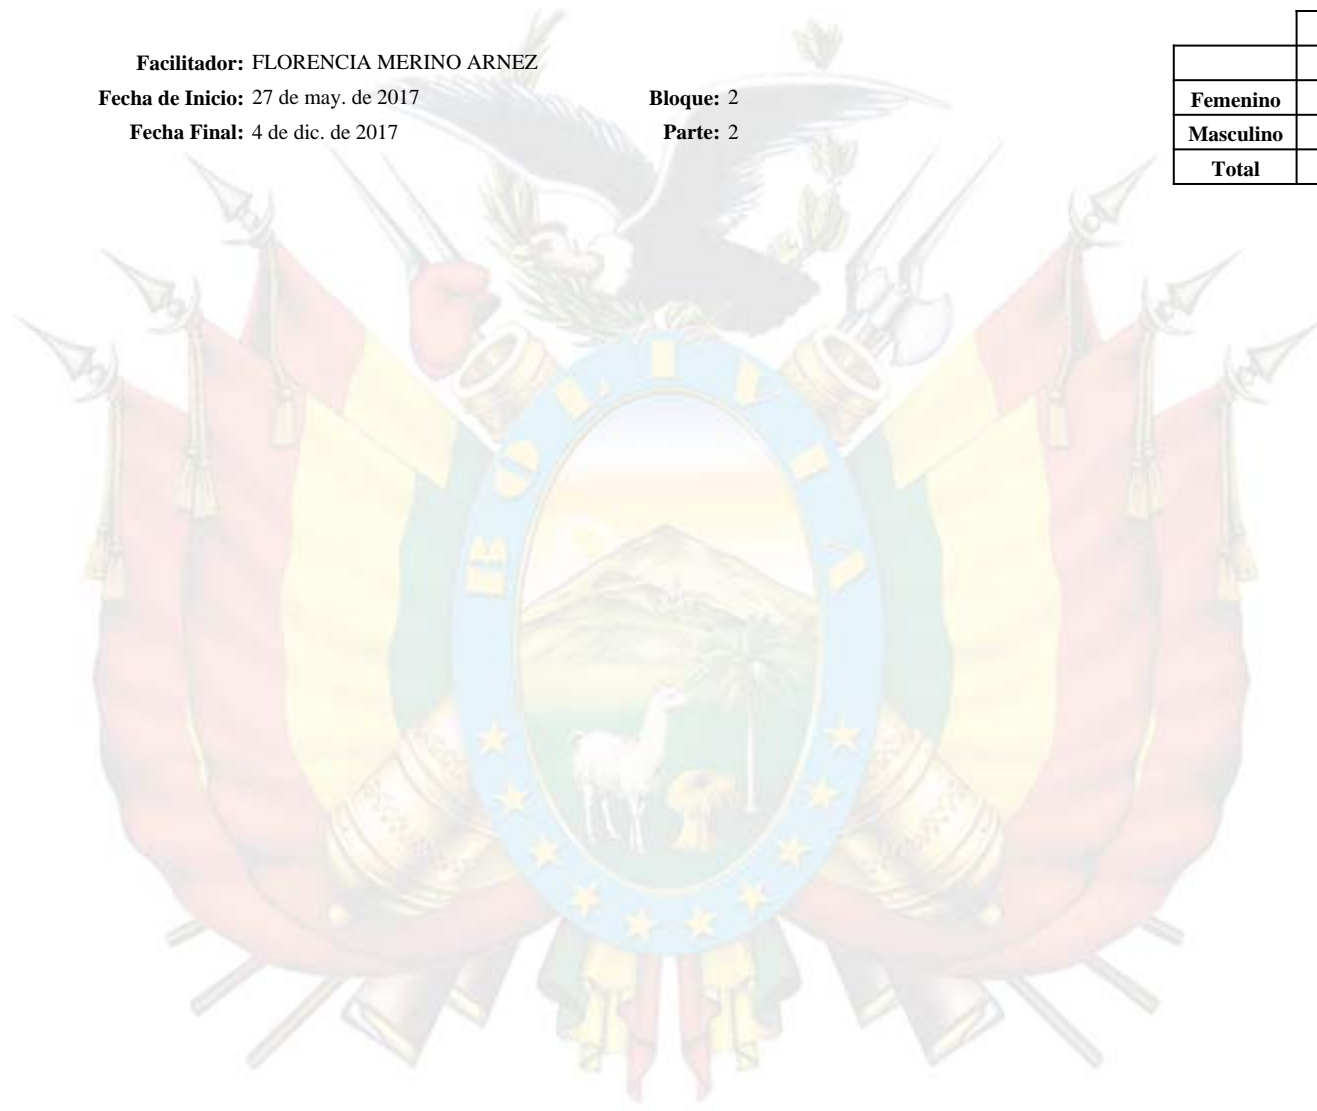 Facilitador: FLORENCIA MERINO ARNEZ
Fecha de Inicio: 27 de may. de 2017 Bloque: 2
Fecha Final: 4 de dic. de 2017 Parte: 2
Femenino
Masculino
Total
BOLIVIA